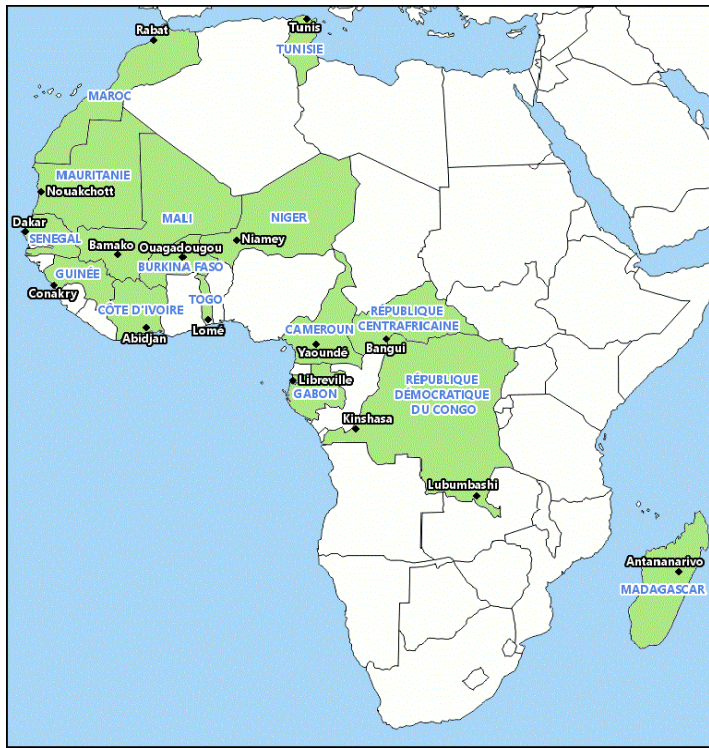 Rabat
Tunis
TUNISIE
MAROC
MAURITANIE
Nouakchott
MALI
NIGER
Dakar
SENEGAL
Bamako
Ouagadougou
Niamey
BURKINA FASO
GUINÉE
Conakry
CÔTE D'IVOIRE
TOGO
Abidjan
Lomé
CAMEROUN
RÉPUBLIQUE
CENTRAFRICAINE
Yaoundé
Bangui
Libreville
GABON
RÉPUBLIQUE
DÉMOCRATIQUE
DU CONGO
Kinshasa
Lubumbashi
Antananarivo
MADAGASCAR